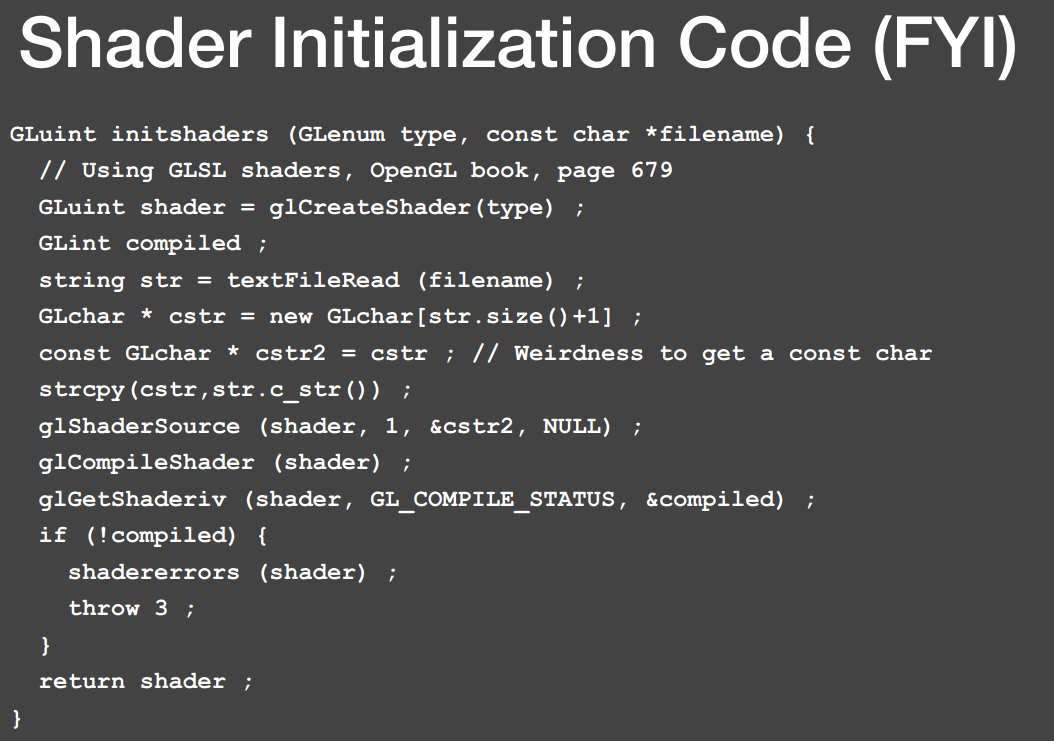 Shader Initialization Code (FYI)
GLuint initshaders (GLenum type, const char *filename) {
// Using GLSL shaders, OpenGL book, page 679
GLuint shader = glCreateShader(type) ;
GLint compiled ;
string str = textFileRead (filename) ;
GLchar * cstr = new GLchar[str.size()+1] ;
const GLchar * cstr2 = cstr ; // Weirdness to get a const char
strcpy(cstr,str.c_str()) ;
glShaderSource (shader, 1, &cstr2, NULL) ;
glCompileShader (shader) ;
glGetShaderiv (shader, GL_COMPILE_STATUS, &compiled) ;
if (!compiled) {
shadererrors (shader) ;
throw 3 ;
}
return shader ;
}